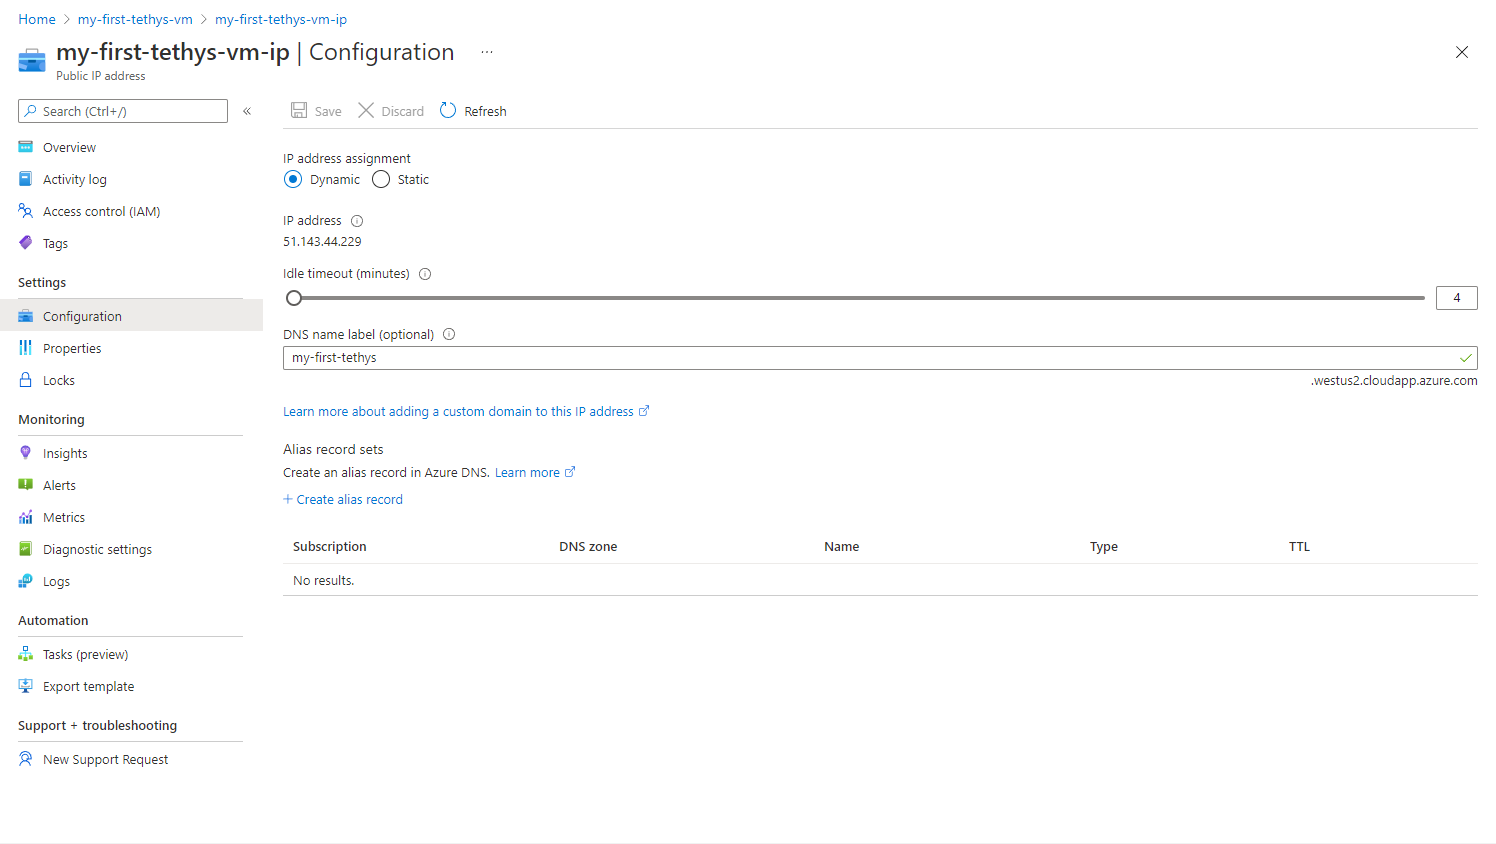 Home > my-first-tethys-vm > my-first-tethys-vm-ip
my-first-tethys-vm-ip | Configuration ...
Public IP address
Search (Ctrl+/) «
Overview
Activity log
Access control (IAM)
Tags
Settings
Configuration
Properties
Locks
Monitoring
Insights
Alerts
Metrics
Diagnostic settings
Logs
Automation
Tasks (preview)
Export template
Support + troubleshooting
New Support Request
Save Discard Refresh
IP address assignment
Dynamic Static
IP address
51.143.44.229
Idle timeout (minutes)
4
DNS name label (optional)
my-first-tethys
.westus2.cloudapp.azure.com
Learn more about adding a custom domain to this IP address
Alias record sets
Create an alias record in Azure DNS. Learn more
+ Create alias record
Subscription DNS zone Name Type TTL
No results.